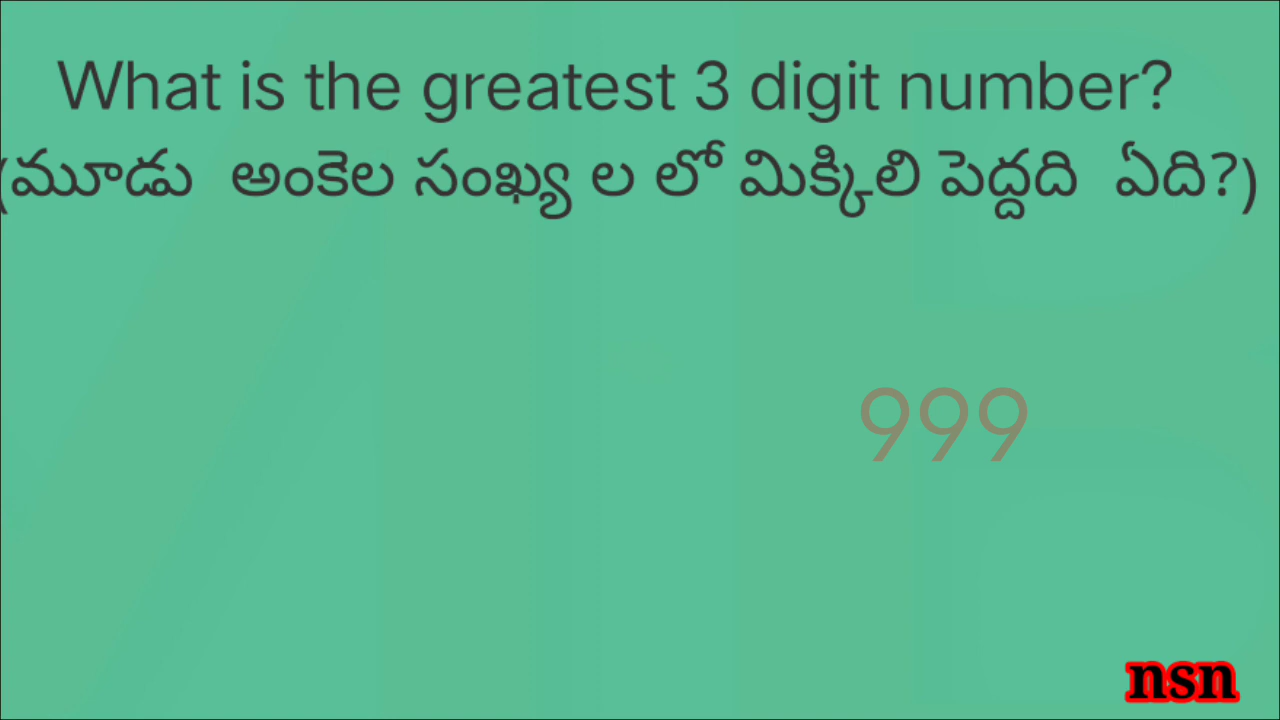 What is the greatest 3 digit number?
(మూడు అంకెల సంఖ్య ల లో మిక్కిలి పెద్దది ఏది?)
999
nsn